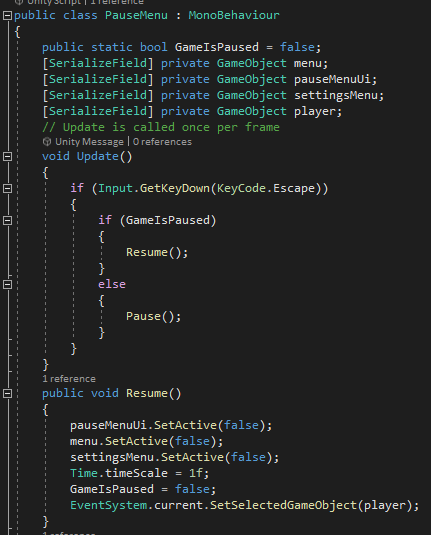 Unity Script | 0 references
public class PauseMenu : MonoBehaviour
{
public static bool GameIsPaused = false;
[SerializeField] private GameObject menu;
[SerializeField] private GameObject pauseMenuUi;
[SerializeField] private GameObject settingsMenu;
[SerializeField] private GameObject player;
// Update is called once per frame
Unity Message | 0 references
void Update()
{
if (Input.GetKeyDown(KeyCode.Escape))
{
if (GameIsPaused)
{
Resume();
}
else
{
Pause();
}
}
}
1 reference
public void Resume()
{
pauseMenuUi.SetActive(false);
menu.SetActive(false);
settingsMenu.SetActive(false);
Time.timeScale = 1f;
GameIsPaused = false;
EventSystem.current.SetSelectedGameObject(player);
}
1 reference